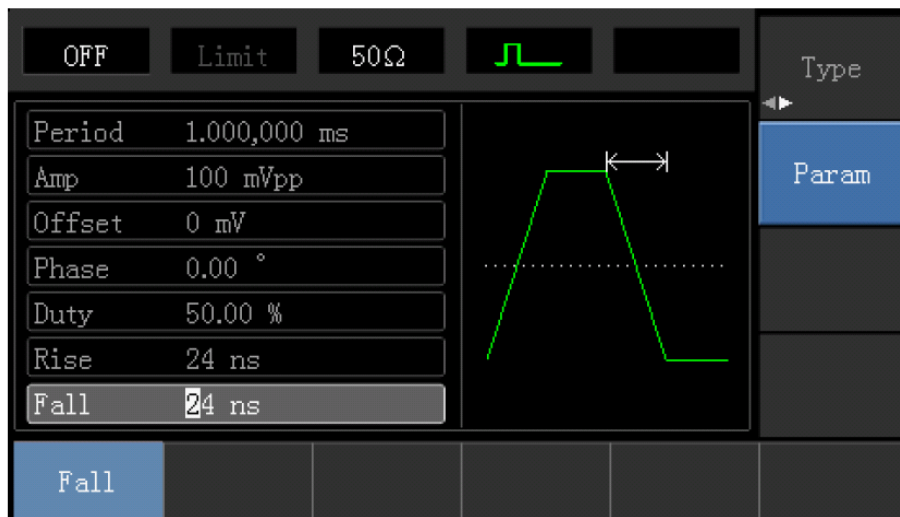 OFF Limit 50Ω
Type
Period 1.000,000 ms
Amp 100 mVpp
Param
Offset 0 mV
Phase 0.00 °
Duty 50.00 %
Rise 24 ns
Fall 24 ns
Fall